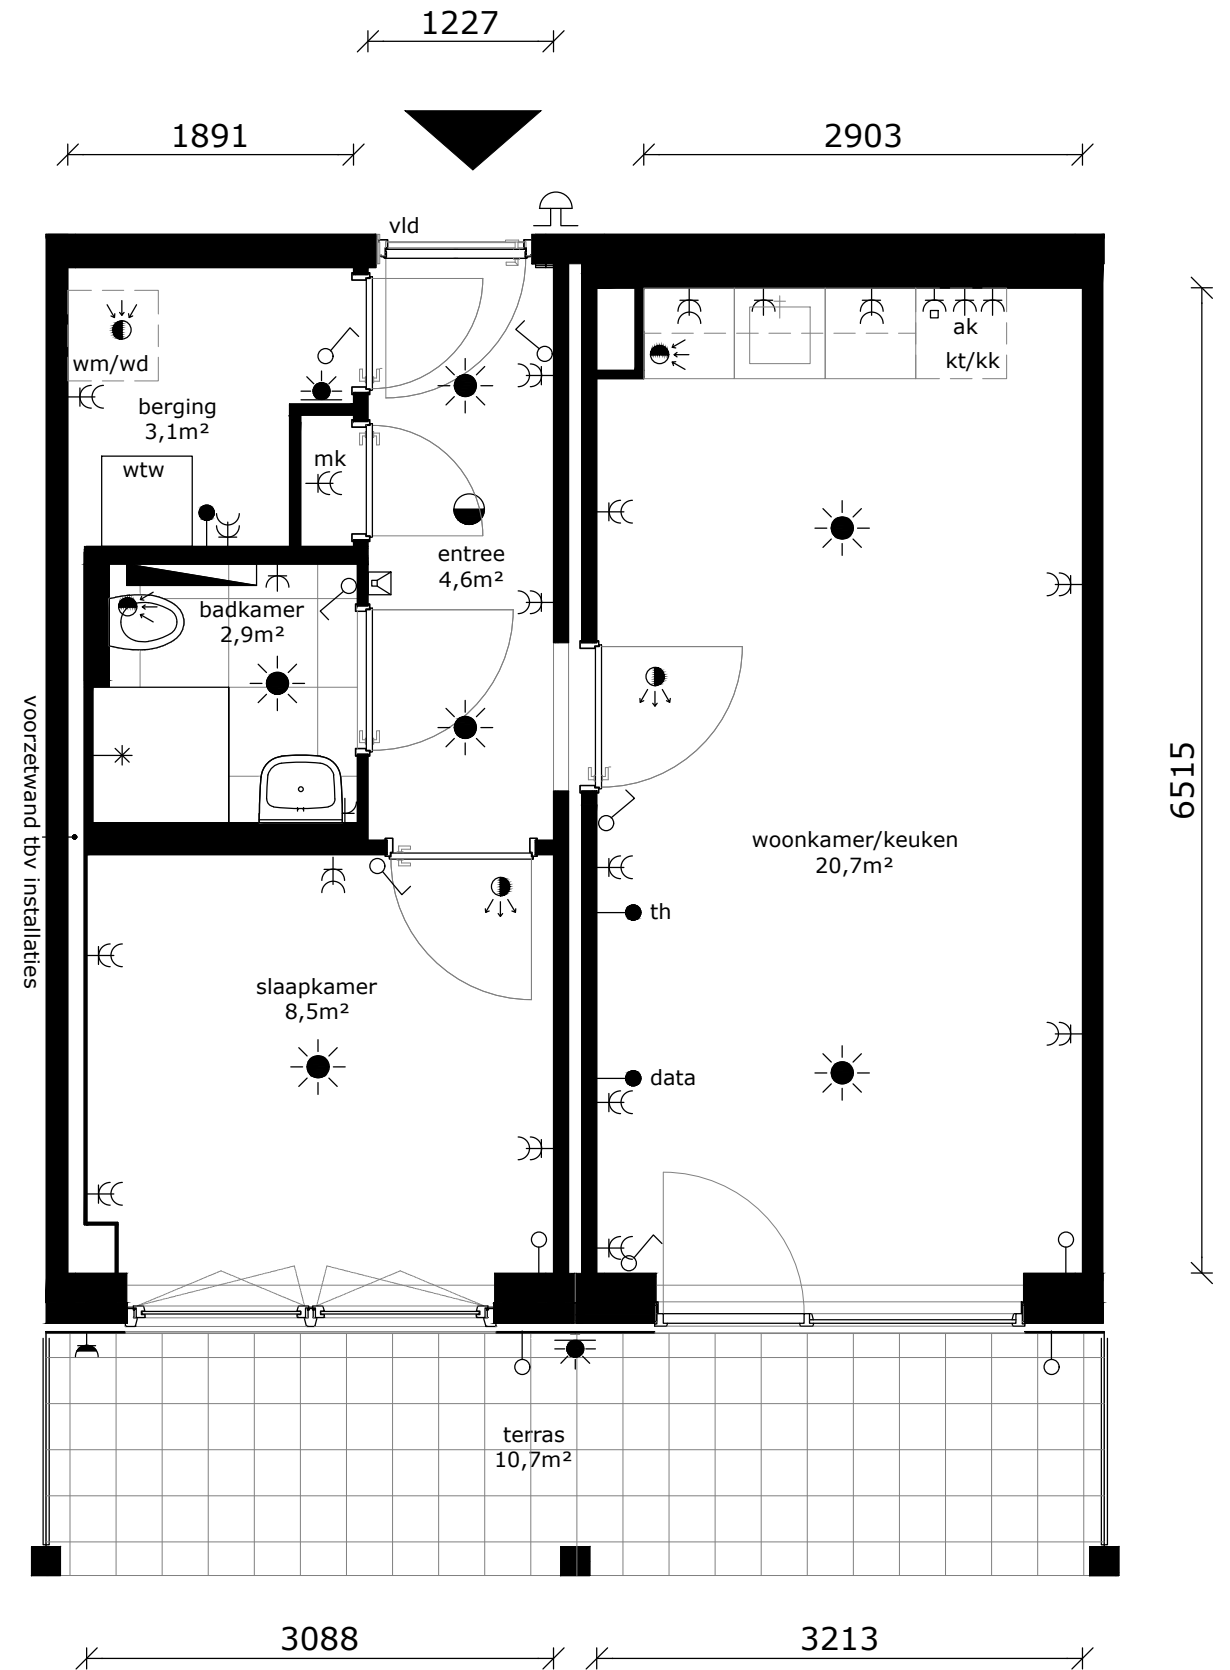 1227
1891
2903
vld
wm/wd
ak
kt/kk
berging
3,1m²
mk
wtw
entree
4,6m²
badkamer
2,9m²
voorzetwand tbv installaties
6515
woonkamer/keuken
20,7m²
th
slaapkamer
8,5m²
data
terras
10,7m²
3088
3213